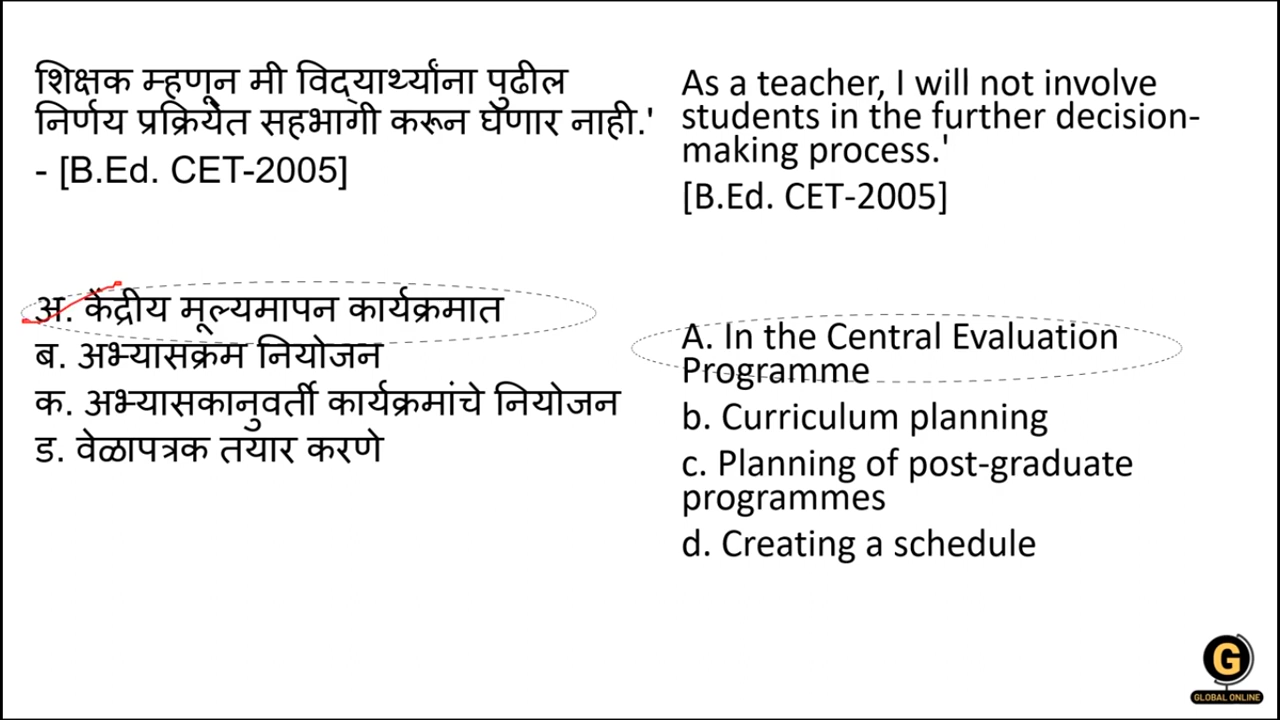 शिक्षक म्हणून मी विद्यार्थ्यांना पुढील
निर्णय प्रक्रियेत सहभागी करून घेणार नाही.'
- [B.Ed. CET-2005]
अ. केंद्रीय मूल्यमापन कार्यक्रमात
ब. अभ्यासक्रम नियोजन
क. अभ्यासकानुवर्ती कार्यक्रमांचे नियोजन
ड. वेळापत्रक तयार करणे
As a teacher, I will not involve
students in the further decision-
making process.'
[B.Ed. CET-2005]
A. In the Central Evaluation
Programme
b. Curriculum planning
c. Planning of post-graduate
programmes
d. Creating a schedule
G
GLOBAL ONLINE